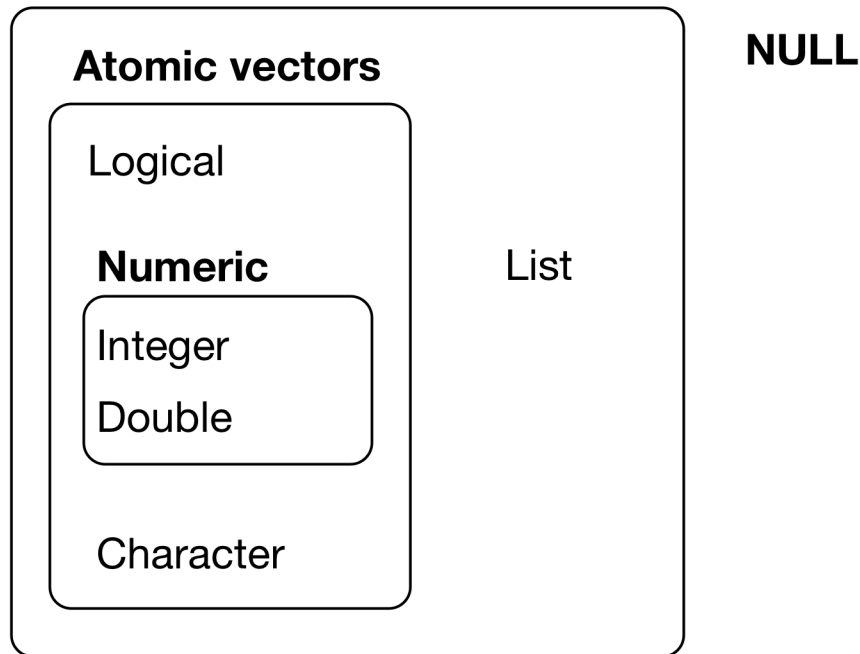 Atomic vectors
NULL
Logical
Numeric
List
Integer
Double
Character